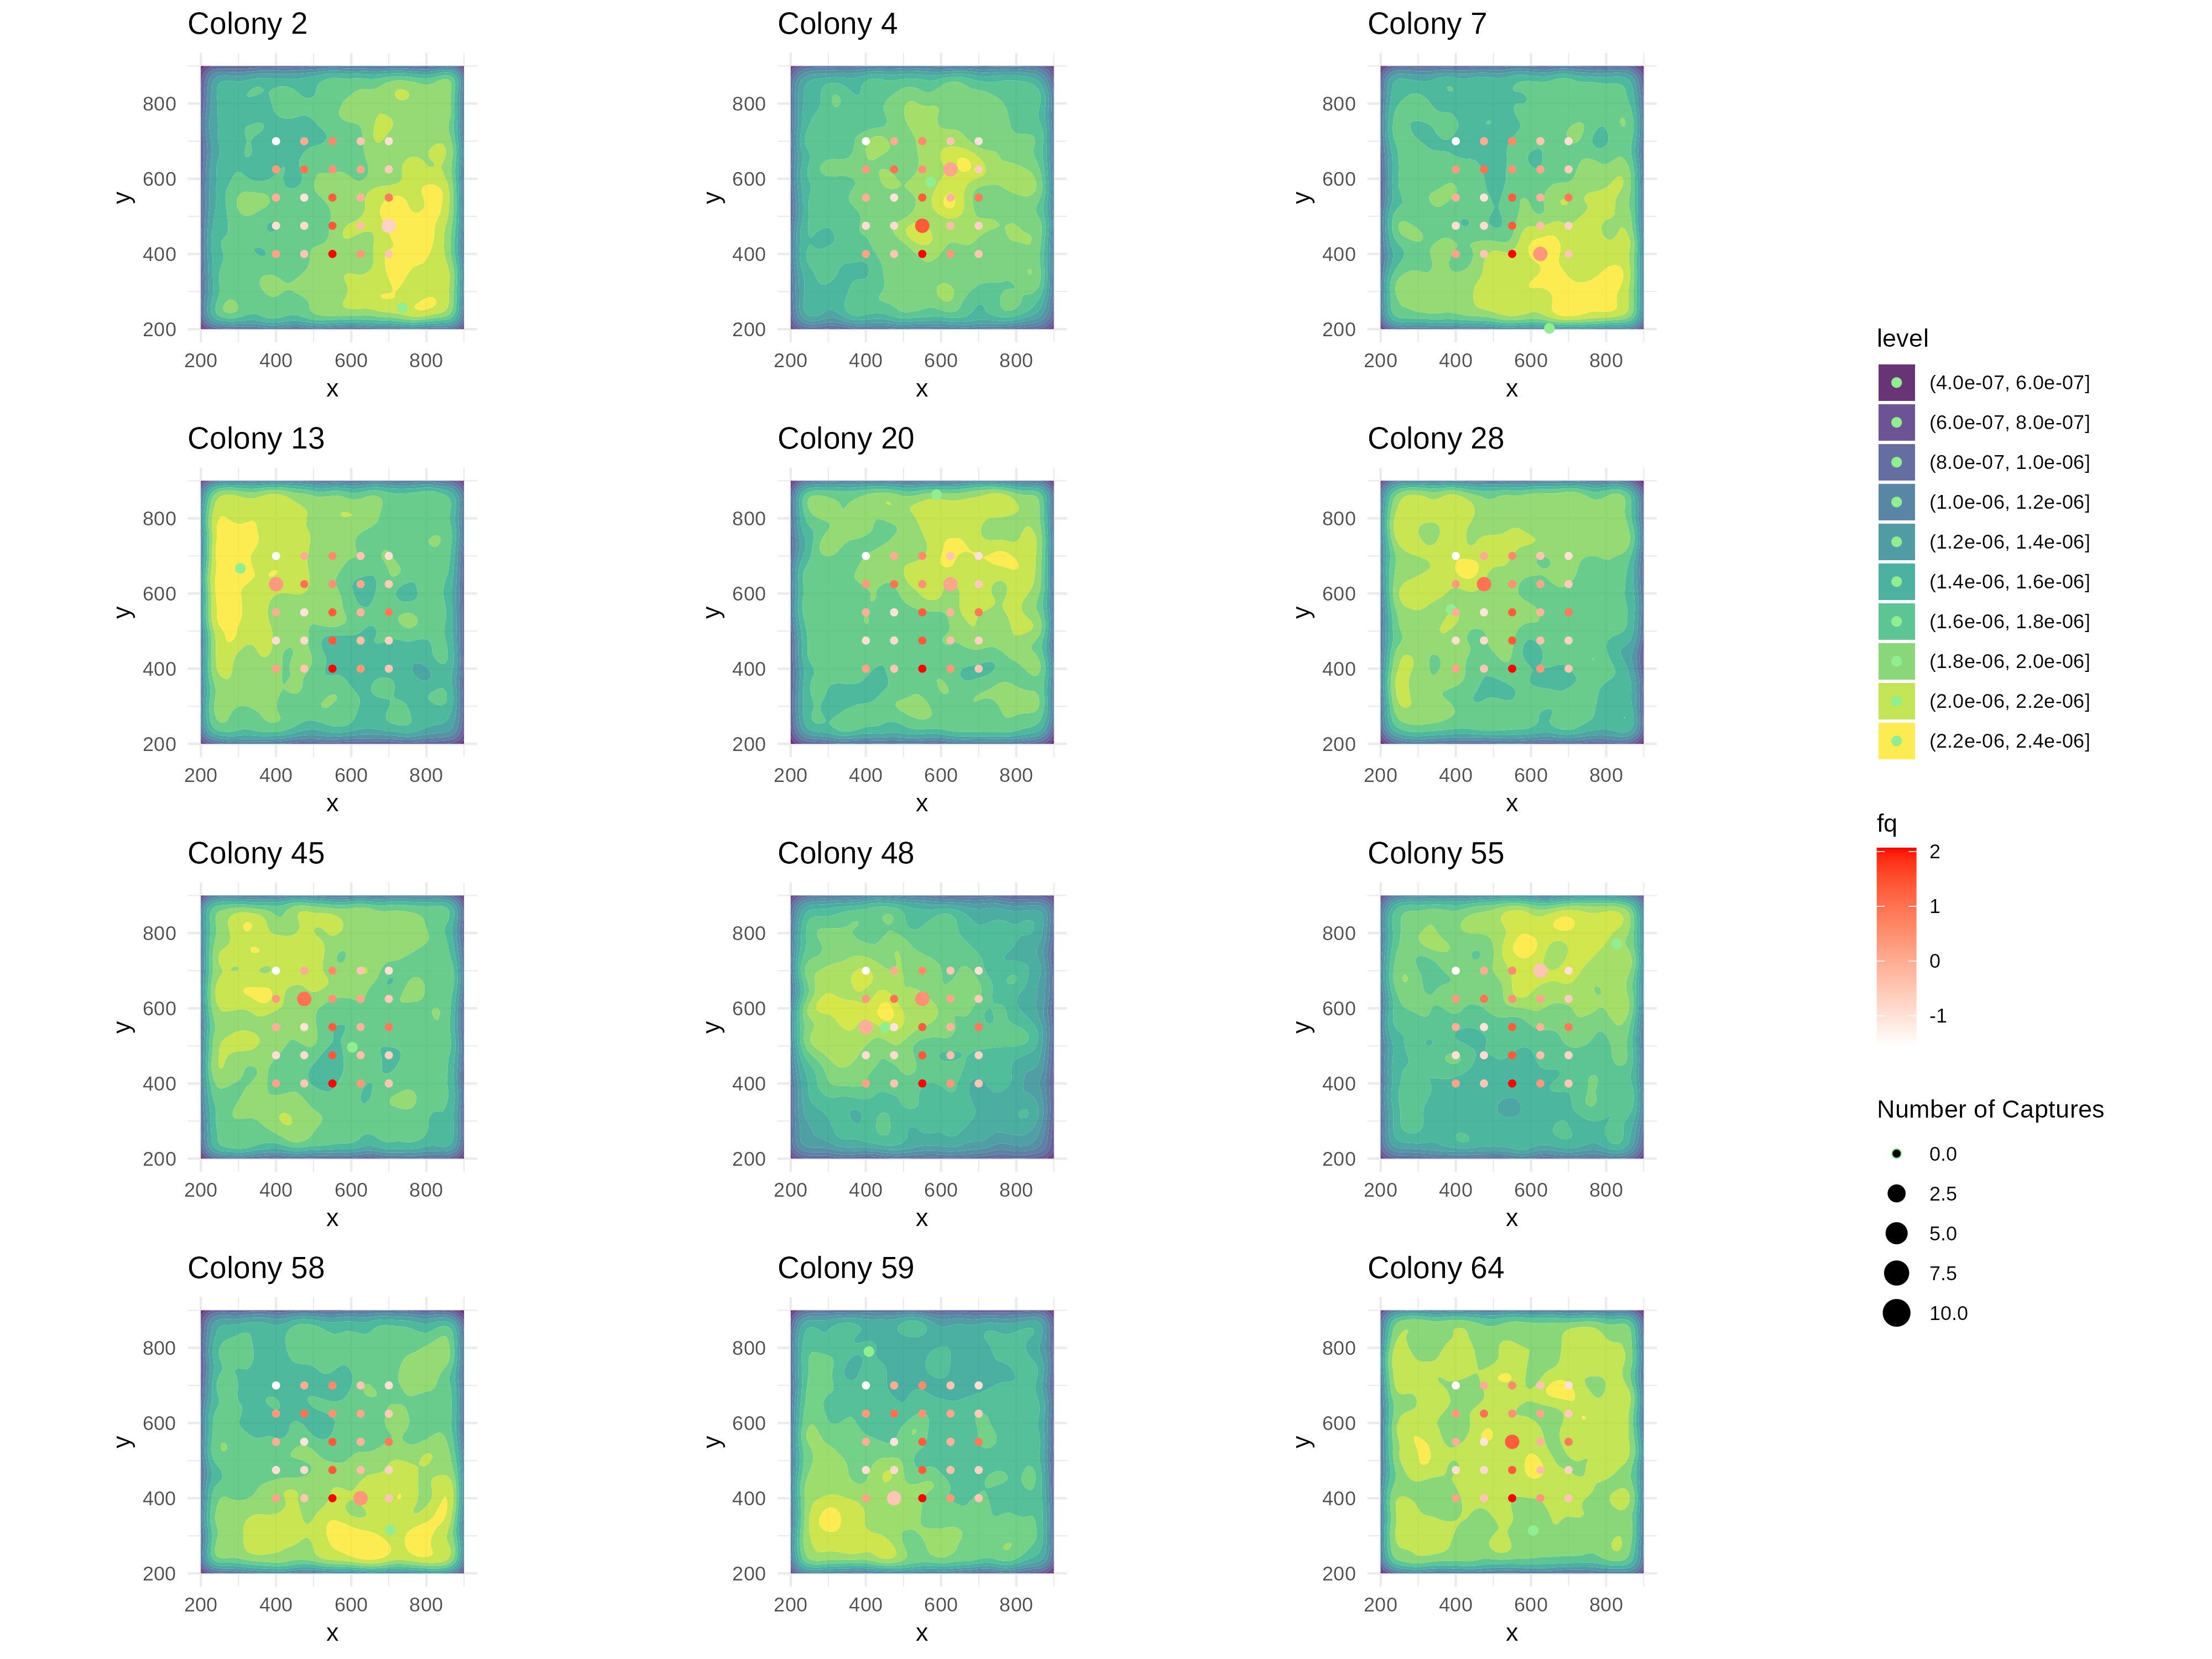 Colony 2
Colony 4
Colony 7
800
600
400
200
y
200 400 600 800
x
800
600
400
200
y
200 400 600 800
x
800
600
400
200
y
200 400 600 800
x
Colony 13
Colony 20
Colony 28
800
600
400
200
y
200 400 600 800
x
800
600
400
200
y
200 400 600 800
x
800
600
400
200
y
200 400 600 800
x
Colony 45
Colony 48
Colony 55
800
600
400
200
y
200 400 600 800
x
800
600
400
200
y
200 400 600 800
x
800
600
400
200
y
200 400 600 800
x
Colony 58
Colony 59
Colony 64
800
600
400
200
y
200 400 600 800
x
800
600
400
200
y
200 400 600 800
x
800
600
400
200
y
200 400 600 800
x
level
(4.0e-07, 6.0e-07]
(6.0e-07, 8.0e-07]
(8.0e-07, 1.0e-06]
(1.0e-06, 1.2e-06]
(1.2e-06, 1.4e-06]
(1.4e-06, 1.6e-06]
(1.6e-06, 1.8e-06]
(1.8e-06, 2.0e-06]
(2.0e-06, 2.2e-06]
(2.2e-06, 2.4e-06]
fq
2
1
0
-1
Number of Captures
0.0
2.5
5.0
7.5
10.0